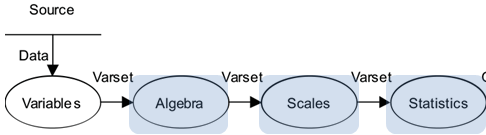 Source
Data
Varset Varset Varset
Variables Algebra Scales Statistics